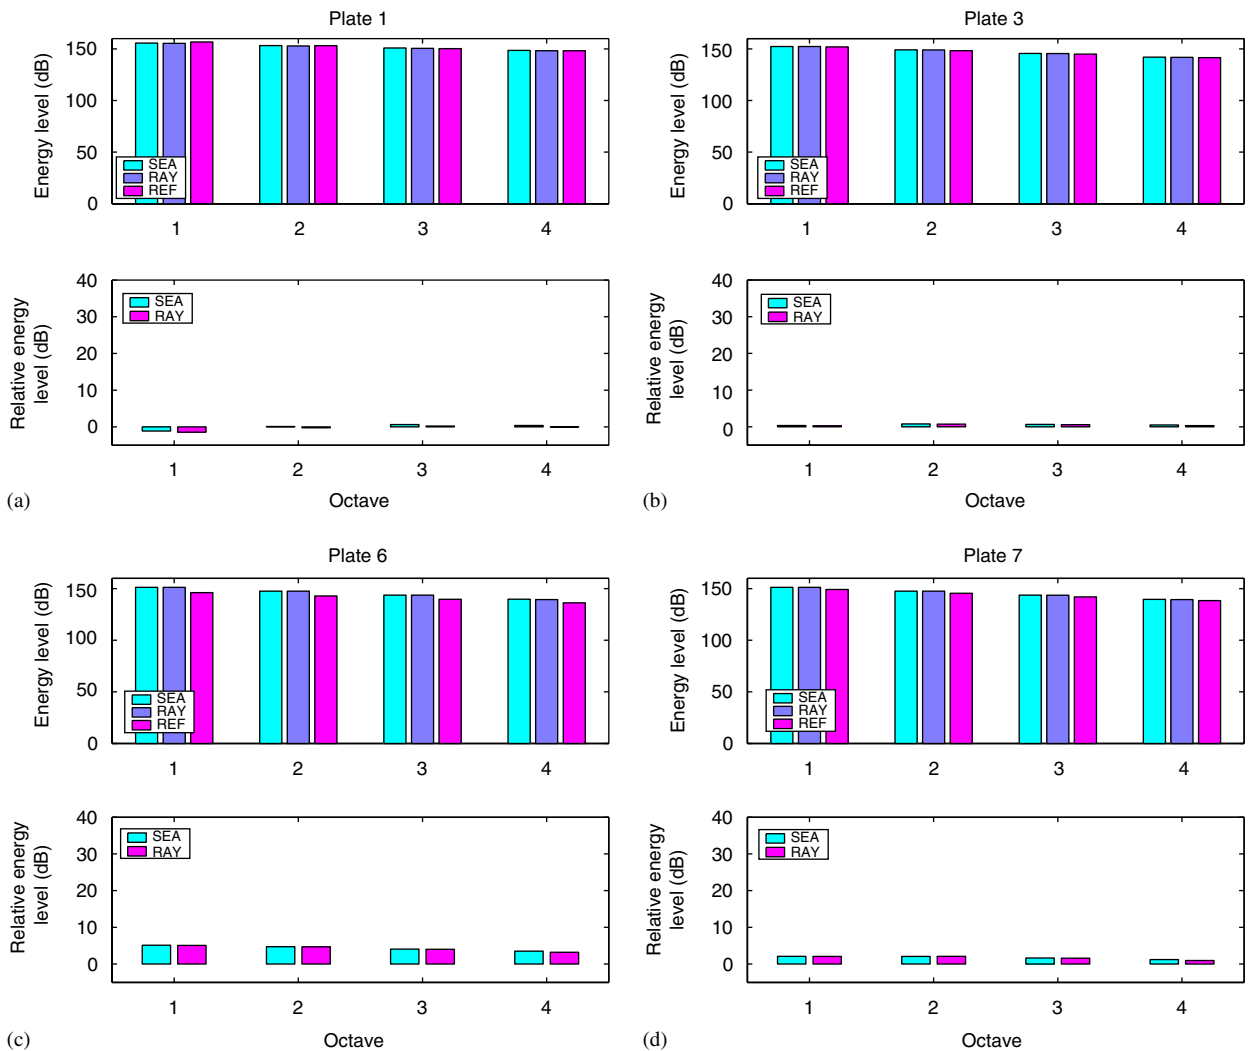 Plate 1
Energy level (dB)
150
100
50
0
SEA
RAY
REF
1 2 3 4
Relative energy
level (dB)
40
30
20
10
0
SEA
RAY
1 2 3 4
Octave
(a)
Plate 3
Energy level (dB)
150
100
50
0
SEA
RAY
REF
1 2 3 4
Relative energy
level (dB)
40
30
20
10
0
SEA
RAY
1 2 3 4
Octave
(b)
Plate 6
Energy level (dB)
150
100
50
0
SEA
RAY
REF
1 2 3 4
Relative energy
level (dB)
40
30
20
10
0
SEA
RAY
1 2 3 4
Octave
(c)
Plate 7
Energy level (dB)
150
100
50
0
SEA
RAY
REF
1 2 3 4
Relative energy
level (dB)
40
30
20
10
0
SEA
RAY
1 2 3 4
Octave
(d)